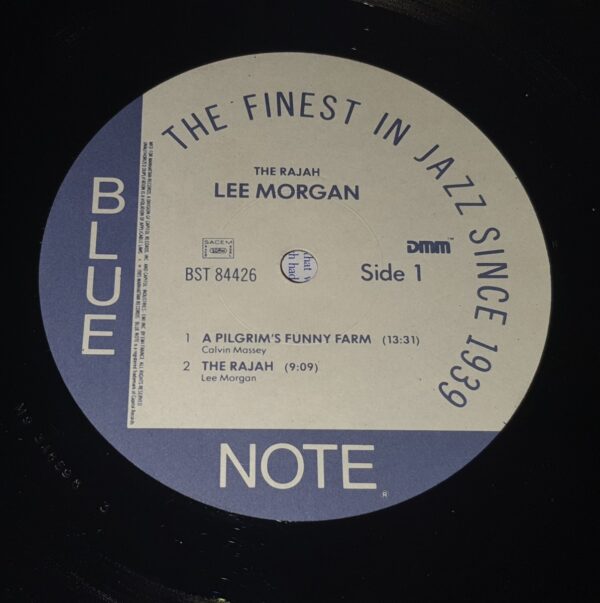 THE FINEST IN JAZZ SINCE 1939
THE RAJAH
LEE MORGAN
SACEM
DMM™
BST 84426
Side 1
1 A PILGRIM'S FUNNY FARM (13:31)
Calvin Massey
2 THE RAJAH (9:09)
Lee Morgan
BLUE
NOTE®